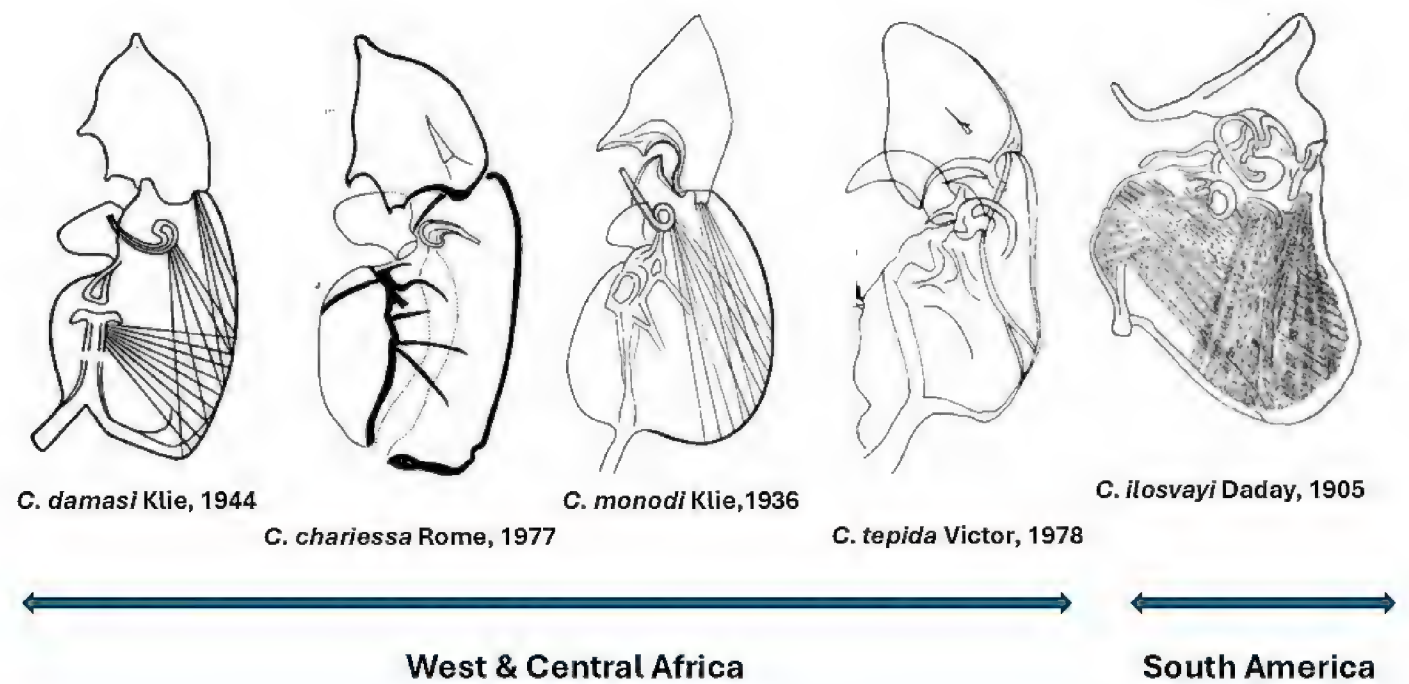 C. damasi Klie, 1944
C. chariessa Rome, 1977
C. monodi Klie,1936
C. tepida Victor, 1978
C. ilosvayi Daday, 1905
West & Central Africa
South America